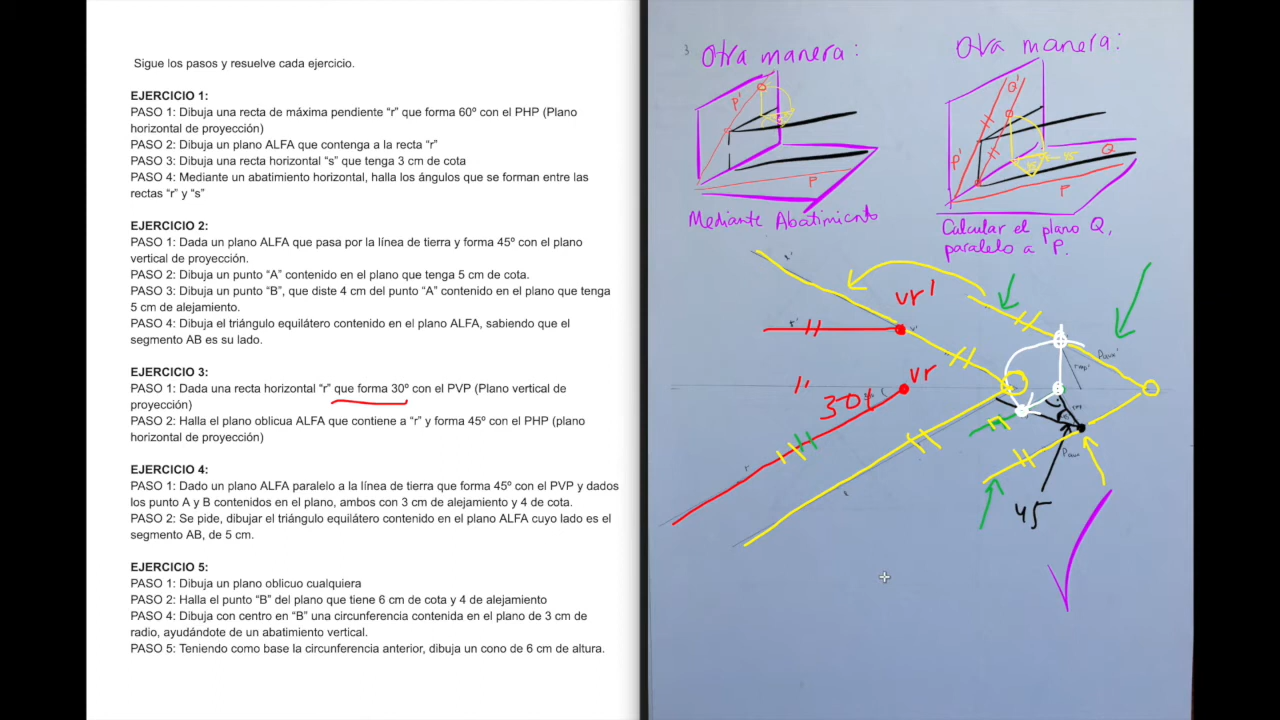 Sigue los pasos y resuelve cada ejercicio.
EJERCICIO 1:
PASO 1: Dibuja una recta de máxima pendiente “r” que forma 60º con el PHP (Plano
horizontal de proyección)
PASO 2: Dibuja un plano ALFA que contenga a la recta “r”
PASO 3: Dibuja una recta horizontal “s” que tenga 3 cm de cota
PASO 4: Mediante un abatimiento horizontal, halla los ángulos que se forman entre las
rectas “r” y “s”
EJERCICIO 2:
PASO 1: Dada un plano ALFA que pasa por la línea de tierra y forma 45º con el plano
vertical de proyección.
PASO 2: Dibuja un punto “A” contenido en el plano que tenga 5 cm de cota.
PASO 3: Dibuja un punto “B”, que diste 4 cm del punto “A” contenido en el plano que tenga
5 cm de alejamiento.
PASO 4: Dibuja el triángulo equilátero contenido en el plano ALFA, sabiendo que el
segmento AB es su lado.
EJERCICIO 3:
PASO 1: Dada una recta horizontal “r” que forma 30º con el PVP (Plano vertical de
proyección)
PASO 2: Halla el plano oblicua ALFA que contiene a “r” y forma 45º con el PHP (plano
horizontal de proyección)
EJERCICIO 4:
PASO 1: Dado un plano ALFA paralelo a la línea de tierra que forma 45º con el PVP y dados
los punto A y B contenidos en el plano, ambos con 3 cm de alejamiento y 4 de cota.
PASO 2: Se pide, dibujar el triángulo equilátero contenido en el plano ALFA cuyo lado es el
segmento AB, de 5 cm.
EJERCICIO 5:
PASO 1: Dibuja un plano oblicuo cualquiera
PASO 2: Halla el punto “B” del plano que tiene 6 cm de cota y 4 de alejamiento
PASO 4: Dibuja con centro en “B” una circunferencia contenida en el plano de 3 cm de
radio, ayudándote de un abatimiento vertical.
PASO 5: Teniendo como base la circunferencia anterior, dibuja un cono de 6 cm de altura.
3
Otra manera:
P'
P
Mediante Abatimiento
Otra manera:
Q'
P'
Q
P
Calcular el plano Q,
paralelo a P.
Vr'
r'
Vr
30º
r
45